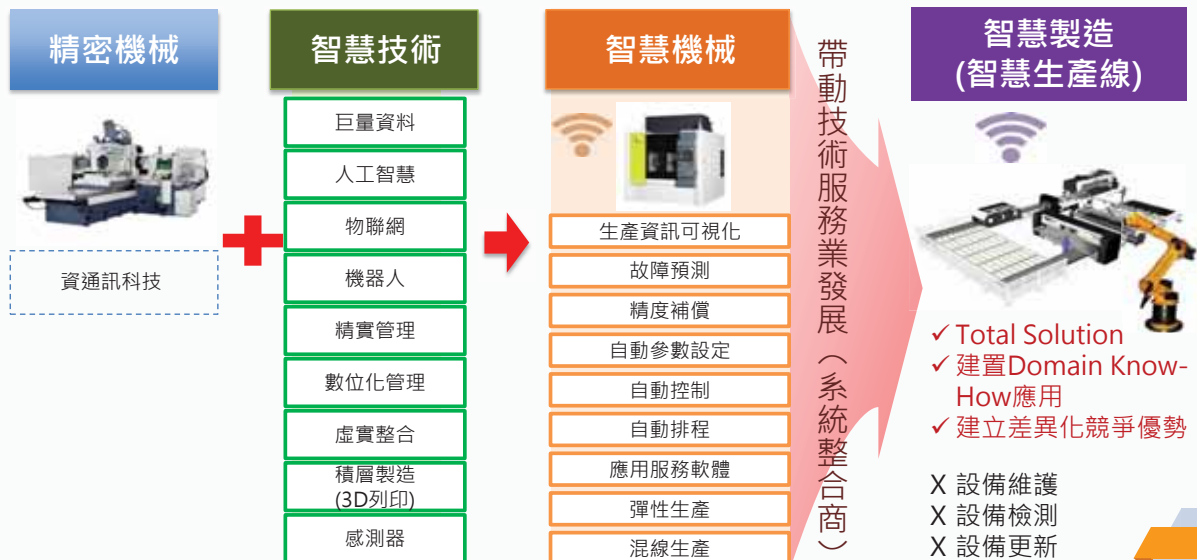 精密機械
資通訊科技
智慧技術
巨量資料
人工智慧
物聯網
機器人
精實管理
數位化管理
虛實整合
積層製造
(3D列印)
感測器
智慧機械
生產資訊可視化
故障預測
精度補償
自動參數設定
自動控制
自動排程
應用服務軟體
彈性生產
混線生產
帶動技術服務業發展（系統整合商）
智慧製造
(智慧生產線)
✓ Total Solution
✓ 建置Domain Know-
How應用
✓ 建立差異化競爭優勢
X 設備維護
X 設備檢測
X 設備更新